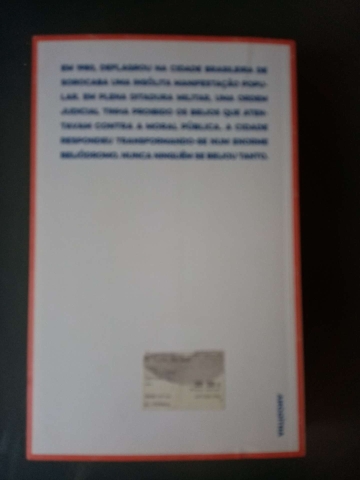 EM 1980, DEFLAGROU NA CIDADE BRASILEIRA DE
SOROCABA UMA INSÓLITA MANIFESTAÇÃO POPU-
LAR. EM PLENA DITADURA MILITAR, UMA ORDEM
JUDICIAL TINHA PROIBIDO OS BEIJOS QUE ATEN-
TAVAM CONTRA A MORAL PÚBLICA. A CIDADE
RESPONDEU TRANSFORMANDO-SE NUM ENORME
BEIJÓDROMO. NUNCA NINGUÉM SE BEIJOU TANTO.
ANTÍGONA